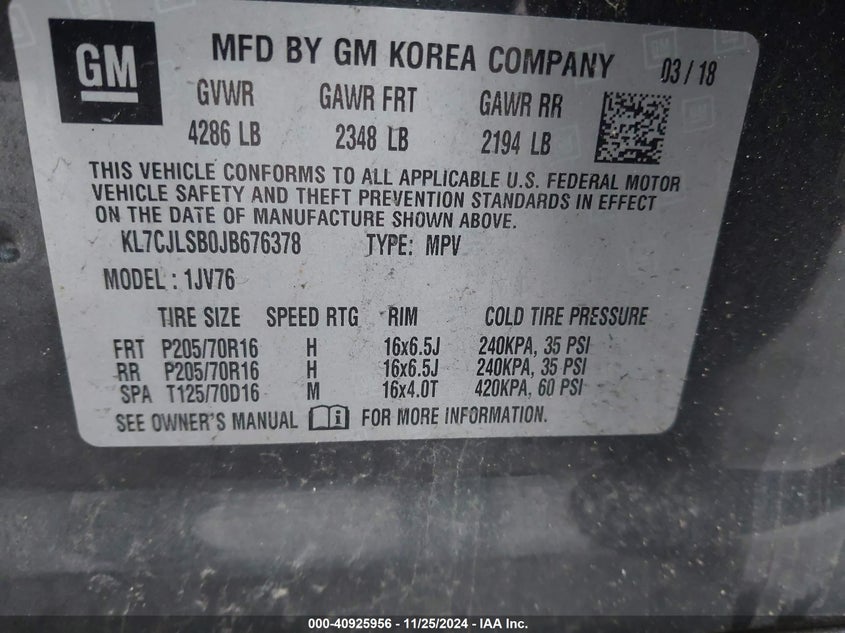 GM
MFD BY GM KOREA COMPANY 03/18
GVWR GAWR FRT GAWR RR
4286 LB 2348 LB 2194 LB
THIS VEHICLE CONFORMS TO ALL APPLICABLE U.S. FEDERAL MOTOR
VEHICLE SAFETY AND THEFT PREVENTION STANDARDS IN EFFECT
ON THE DATE OF MANUFACTURE SHOWN ABOVE.
KL7CJLSB0JB676378 TYPE: MPV
MODEL: 1JV76
TIRE SIZE SPEED RTG RIM COLD TIRE PRESSURE
FRT P205/70R16 H 16x6.5J 240KPA, 35 PSI
RR P205/70R16 H 16x6.5J 240KPA, 35 PSI
SPA T125/70D16 M 16x4.0T 420KPA, 60 PSI
SEE OWNER'S MANUAL i FOR MORE INFORMATION.
000-40925956 - 11/25/2024 - IAA Inc.